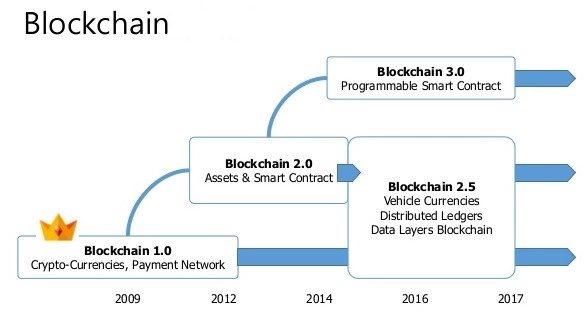 Blockchain
Blockchain 3.0
Programmable Smart Contract
Blockchain 2.0
Assets & Smart Contract
Blockchain 2.5
Vehicle Currencies
Distributed Ledgers
Data Layers Blockchain
Blockchain 1.0
Crypto-Currencies, Payment Network
2009 2012 2014 2016 2017